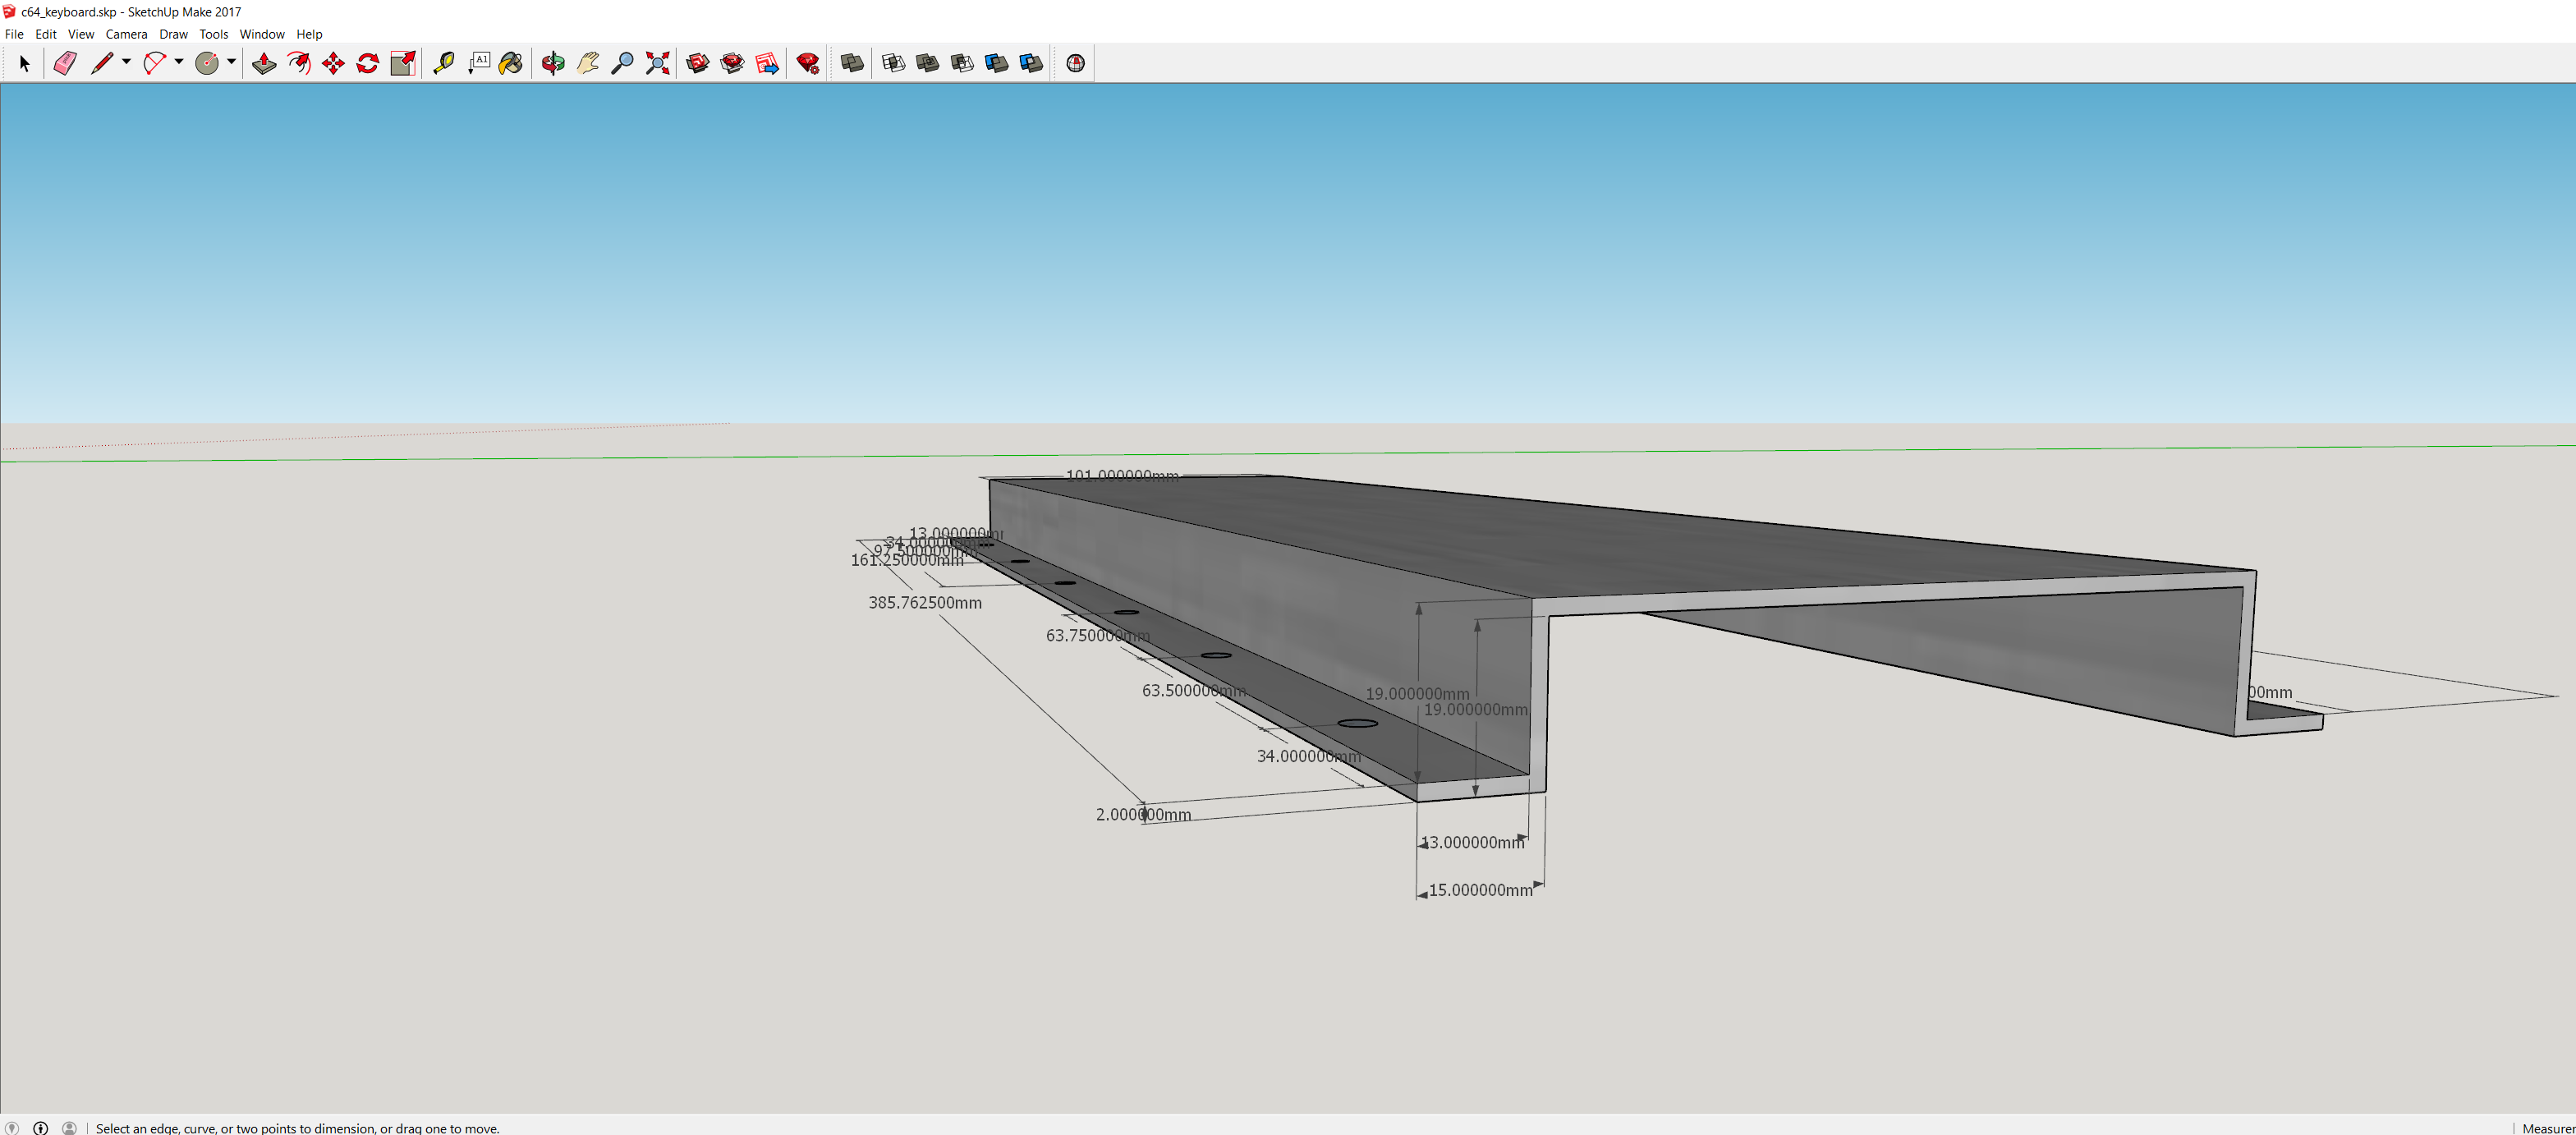 c64_keyboard.skp - SketchUp Make 2017
File Edit View Camera Draw Tools Window Help
A1
101.000000mm
13.000000m
34.000000mm
97.500000mm
161.250000mm
385.762500mm
63.750000mm
63.500000mm
19.000000mm
00mm
19.000000mm
34.000000mm
2.000000mm
13.000000mm
15.000000mm
Select an edge, curve, or two points to dimension, or drag one to move.
Measurer